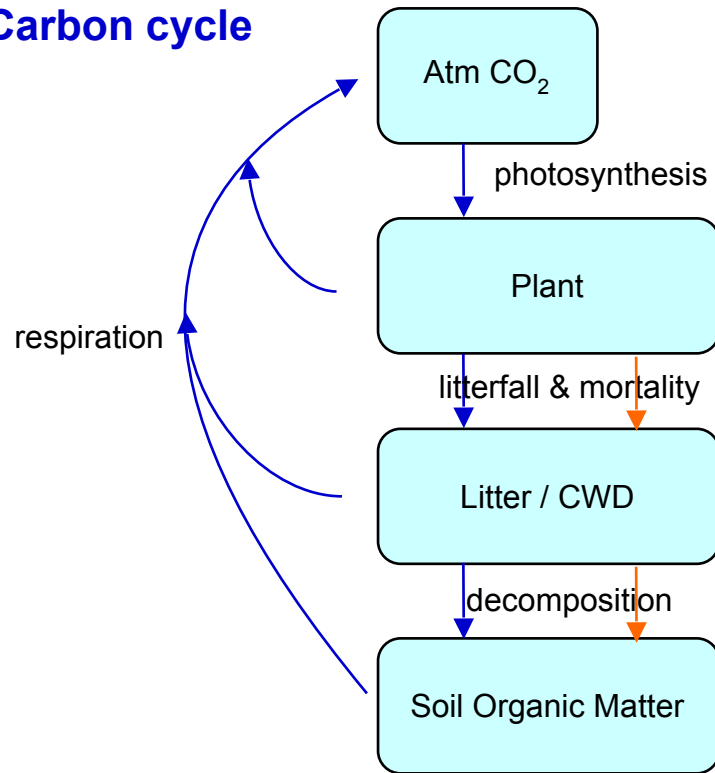 Carbon cycle
Atm CO₂
photosynthesis
Plant
respiration
litterfall & mortality
Litter / CWD
decomposition
Soil Organic Matter